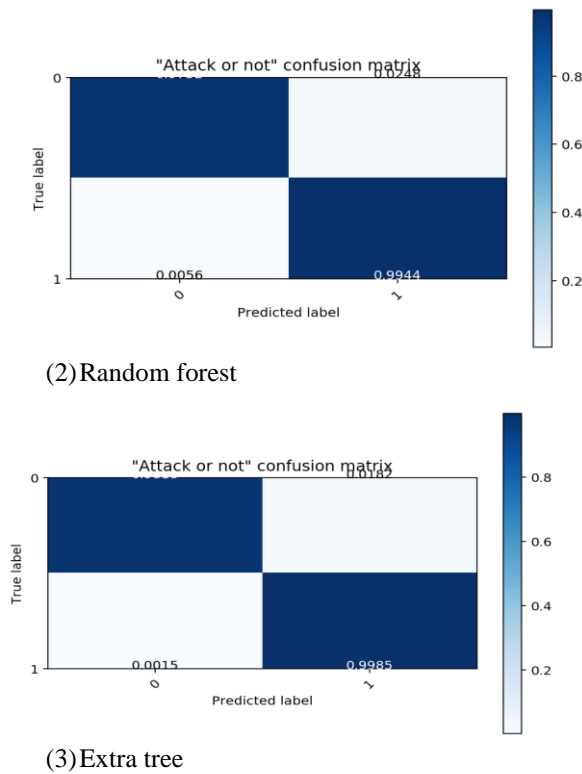 "Attack or not" confusion matrix
0
0.0248
True label
1
0.0056
0.9944
0
1
Predicted label
0.8
0.6
0.4
0.2
(2)Random forest
"Attack or not" confusion matrix
0
0.0182
True label
1
0.0015
0.9985
0
1
Predicted label
0.8
0.6
0.4
0.2
(3)Extra tree